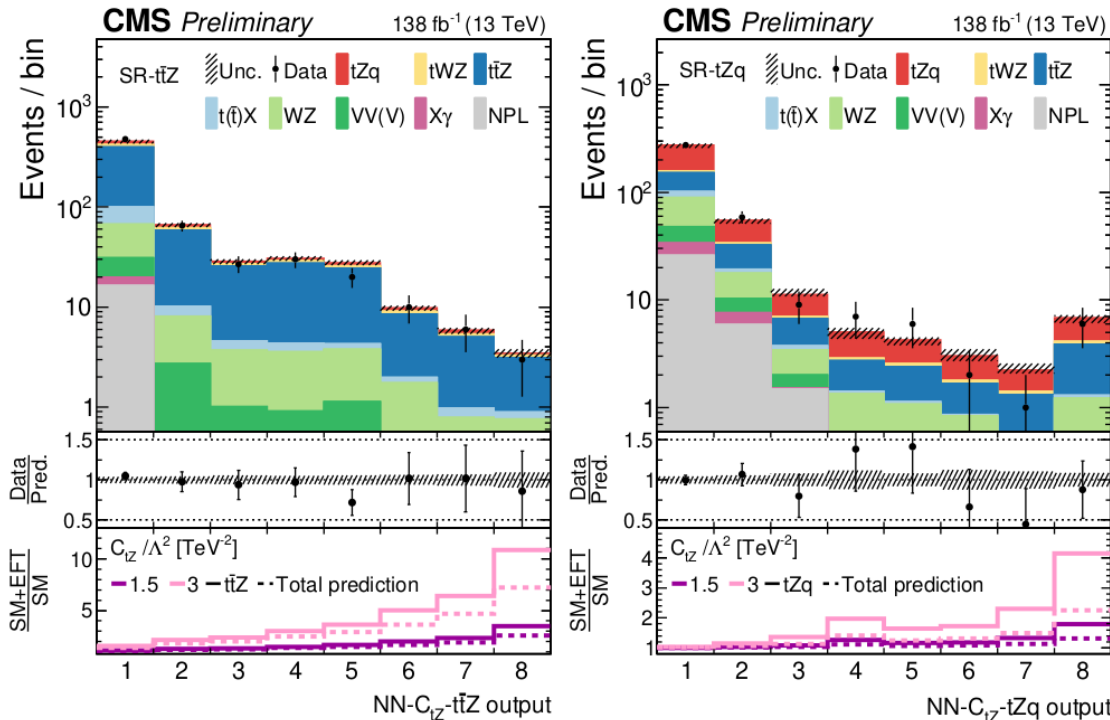 CMS Preliminary 138 fb⁻¹ (13 TeV)
Events / bin
SR-tt̄Z Unc. Data tZq tWZ tt̄Z
t(t̄)X WZ VV(V) Xγ NPL
10³
10²
10
1
Data
Pred.
1.5
1
0.5
SM+EFT
SM
C_tZ /Λ² [TeV⁻²]
1.5 3 tt̄Z Total prediction
10
5
1 2 3 4 5 6 7 8
NN-C_tZ-tt̄Z output
CMS Preliminary 138 fb⁻¹ (13 TeV)
Events / bin
SR-tZq Unc. Data tZq tWZ tt̄Z
t(t̄)X WZ VV(V) Xγ NPL
10³
10²
10
1
Data
Pred.
1.5
1
0.5
SM+EFT
SM
C_tZ /Λ² [TeV⁻²]
1.5 3 tZq Total prediction
4
3
2
1
1 2 3 4 5 6 7 8
NN-C_tZ-tZq output